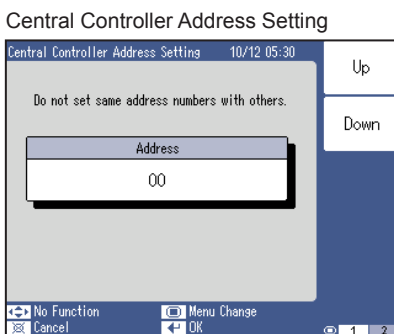 Central Controller Address Setting
Central Controller Address Setting 10/12 05:30
Up
Do not set same address numbers with others.
Down
Address
00
No Function Menu Change
Cancel OK
1 2